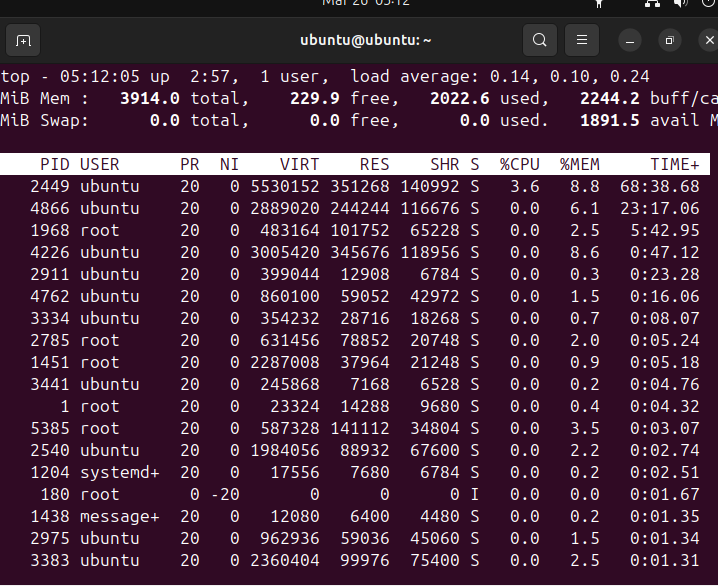 Mar 20 05:12
ubuntu@ubuntu: ~
top - 05:12:05 up  2:57,  1 user,  load average: 0.14, 0.10, 0.24
MiB Mem :   3914.0 total,    229.9 free,   2022.6 used,   2244.2 buff/ca
MiB Swap:      0.0 total,      0.0 free,      0.0 used.   1891.5 avail M
PID USER      PR  NI    VIRT    RES    SHR S  %CPU  %MEM     TIME+
2449 ubuntu    20   0 5530152 351268 140992 S   3.6   8.8  68:38.68
4866 ubuntu    20   0 2889020 244244 116676 S   0.0   6.1  23:17.06
1968 root      20   0  483164 101752  65228 S   0.0   2.5   5:42.95
4226 ubuntu    20   0 3005420 345676 118956 S   0.0   8.6   0:47.12
2911 ubuntu    20   0  399044  12908   6784 S   0.0   0.3   0:23.28
4762 ubuntu    20   0  860100  59052  42972 S   0.0   1.5   0:16.06
3334 ubuntu    20   0  354232  28716  18268 S   0.0   0.7   0:08.07
2785 root      20   0  631456  78852  20748 S   0.0   2.0   0:05.24
1451 root      20   0 2287008  37964  21248 S   0.0   0.9   0:05.18
3441 ubuntu    20   0  245868   7168   6528 S   0.0   0.2   0:04.76
1 root      20   0   23324  14288   9680 S   0.0   0.4   0:04.32
5385 root      20   0  587328 141112  34804 S   0.0   3.5   0:03.07
2540 ubuntu    20   0 1984056  88932  67600 S   0.0   2.2   0:02.74
1204 systemd+  20   0   17556   7680   6784 S   0.0   0.2   0:02.51
180 root       0 -20       0      0      0 I   0.0   0.0   0:01.67
1438 message+  20   0   12080   6400   4480 S   0.0   0.2   0:01.35
2975 ubuntu    20   0  962936  59036  45060 S   0.0   1.5   0:01.34
3383 ubuntu    20   0 2360404  99976  75400 S   0.0   2.5   0:01.31